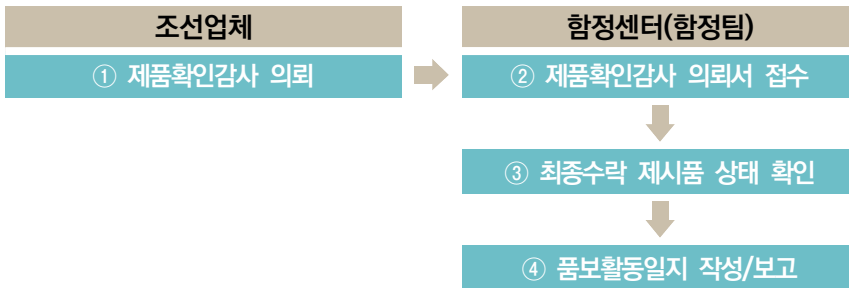 조선업체
함정센터(함정팀)
① 제품확인감사 의뢰
② 제품확인감사 의뢰서 접수
③ 최종수락 제시품 상태 확인
④ 품보활동일지 작성/보고